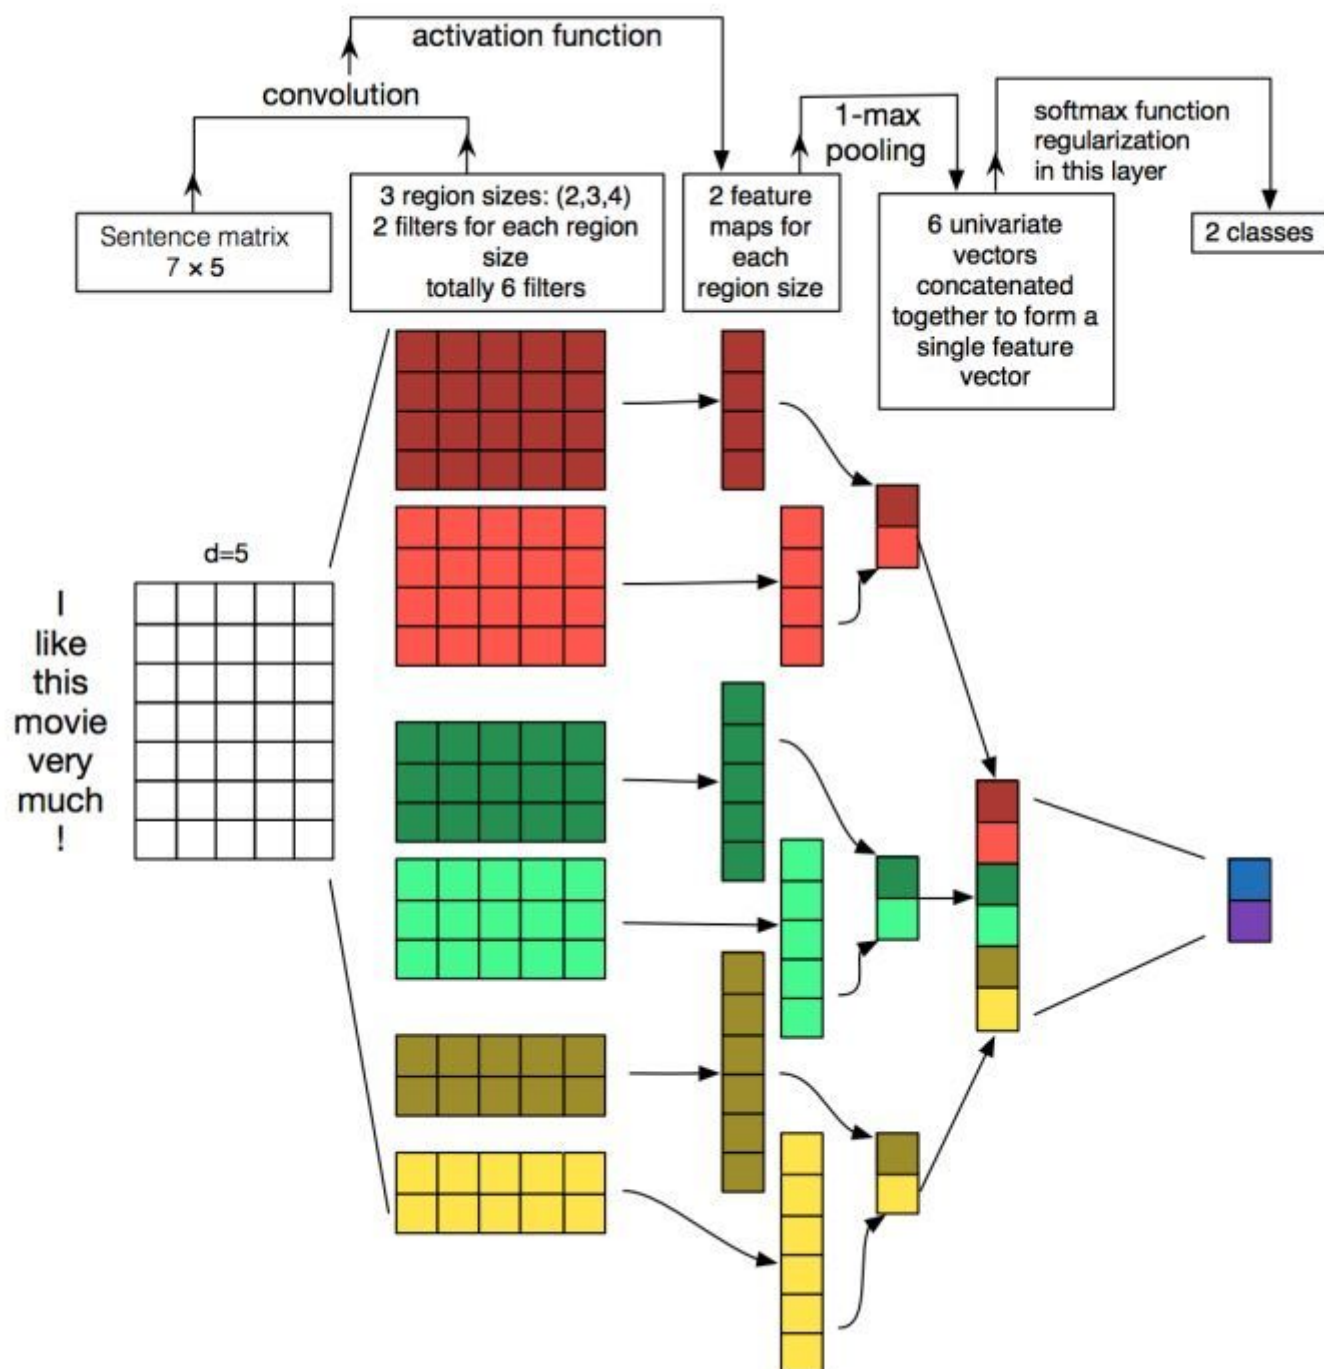 activation function
convolution
1-max
pooling
softmax function
regularization
in this layer
Sentence matrix
7 × 5
3 region sizes: (2,3,4)
2 filters for each region
size
totally 6 filters
2 feature
maps for
each
region size
6 univariate
vectors
concatenated
together to form a
single feature
vector
2 classes
d=5
I
like
this
movie
very
much
!